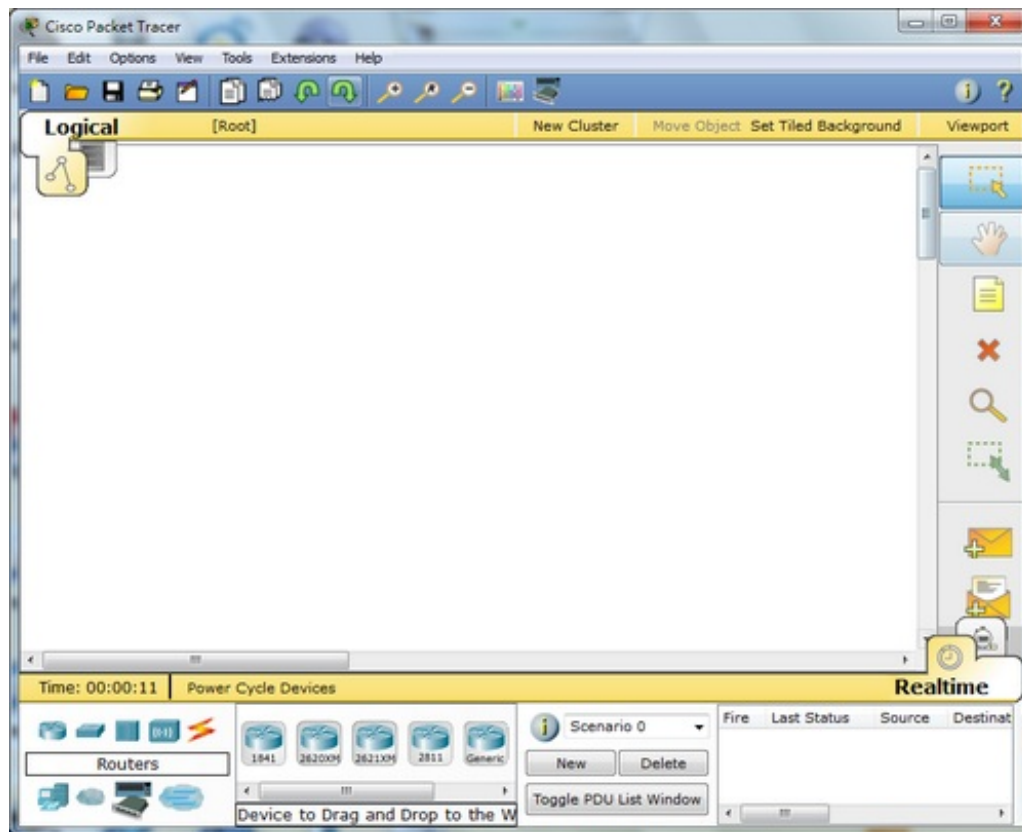 Cisco Packet Tracer
File Edit Options View Tools Extensions Help
Logical [Root] New Cluster Move Object Set Tiled Background Viewport
Time: 00:00:11 Power Cycle Devices Realtime
Routers
1841 2620XM 2621XM 2811 Generic
Device to Drag and Drop to the W
Scenario 0
New Delete
Toggle PDU List Window
Fire Last Status Source Destinat